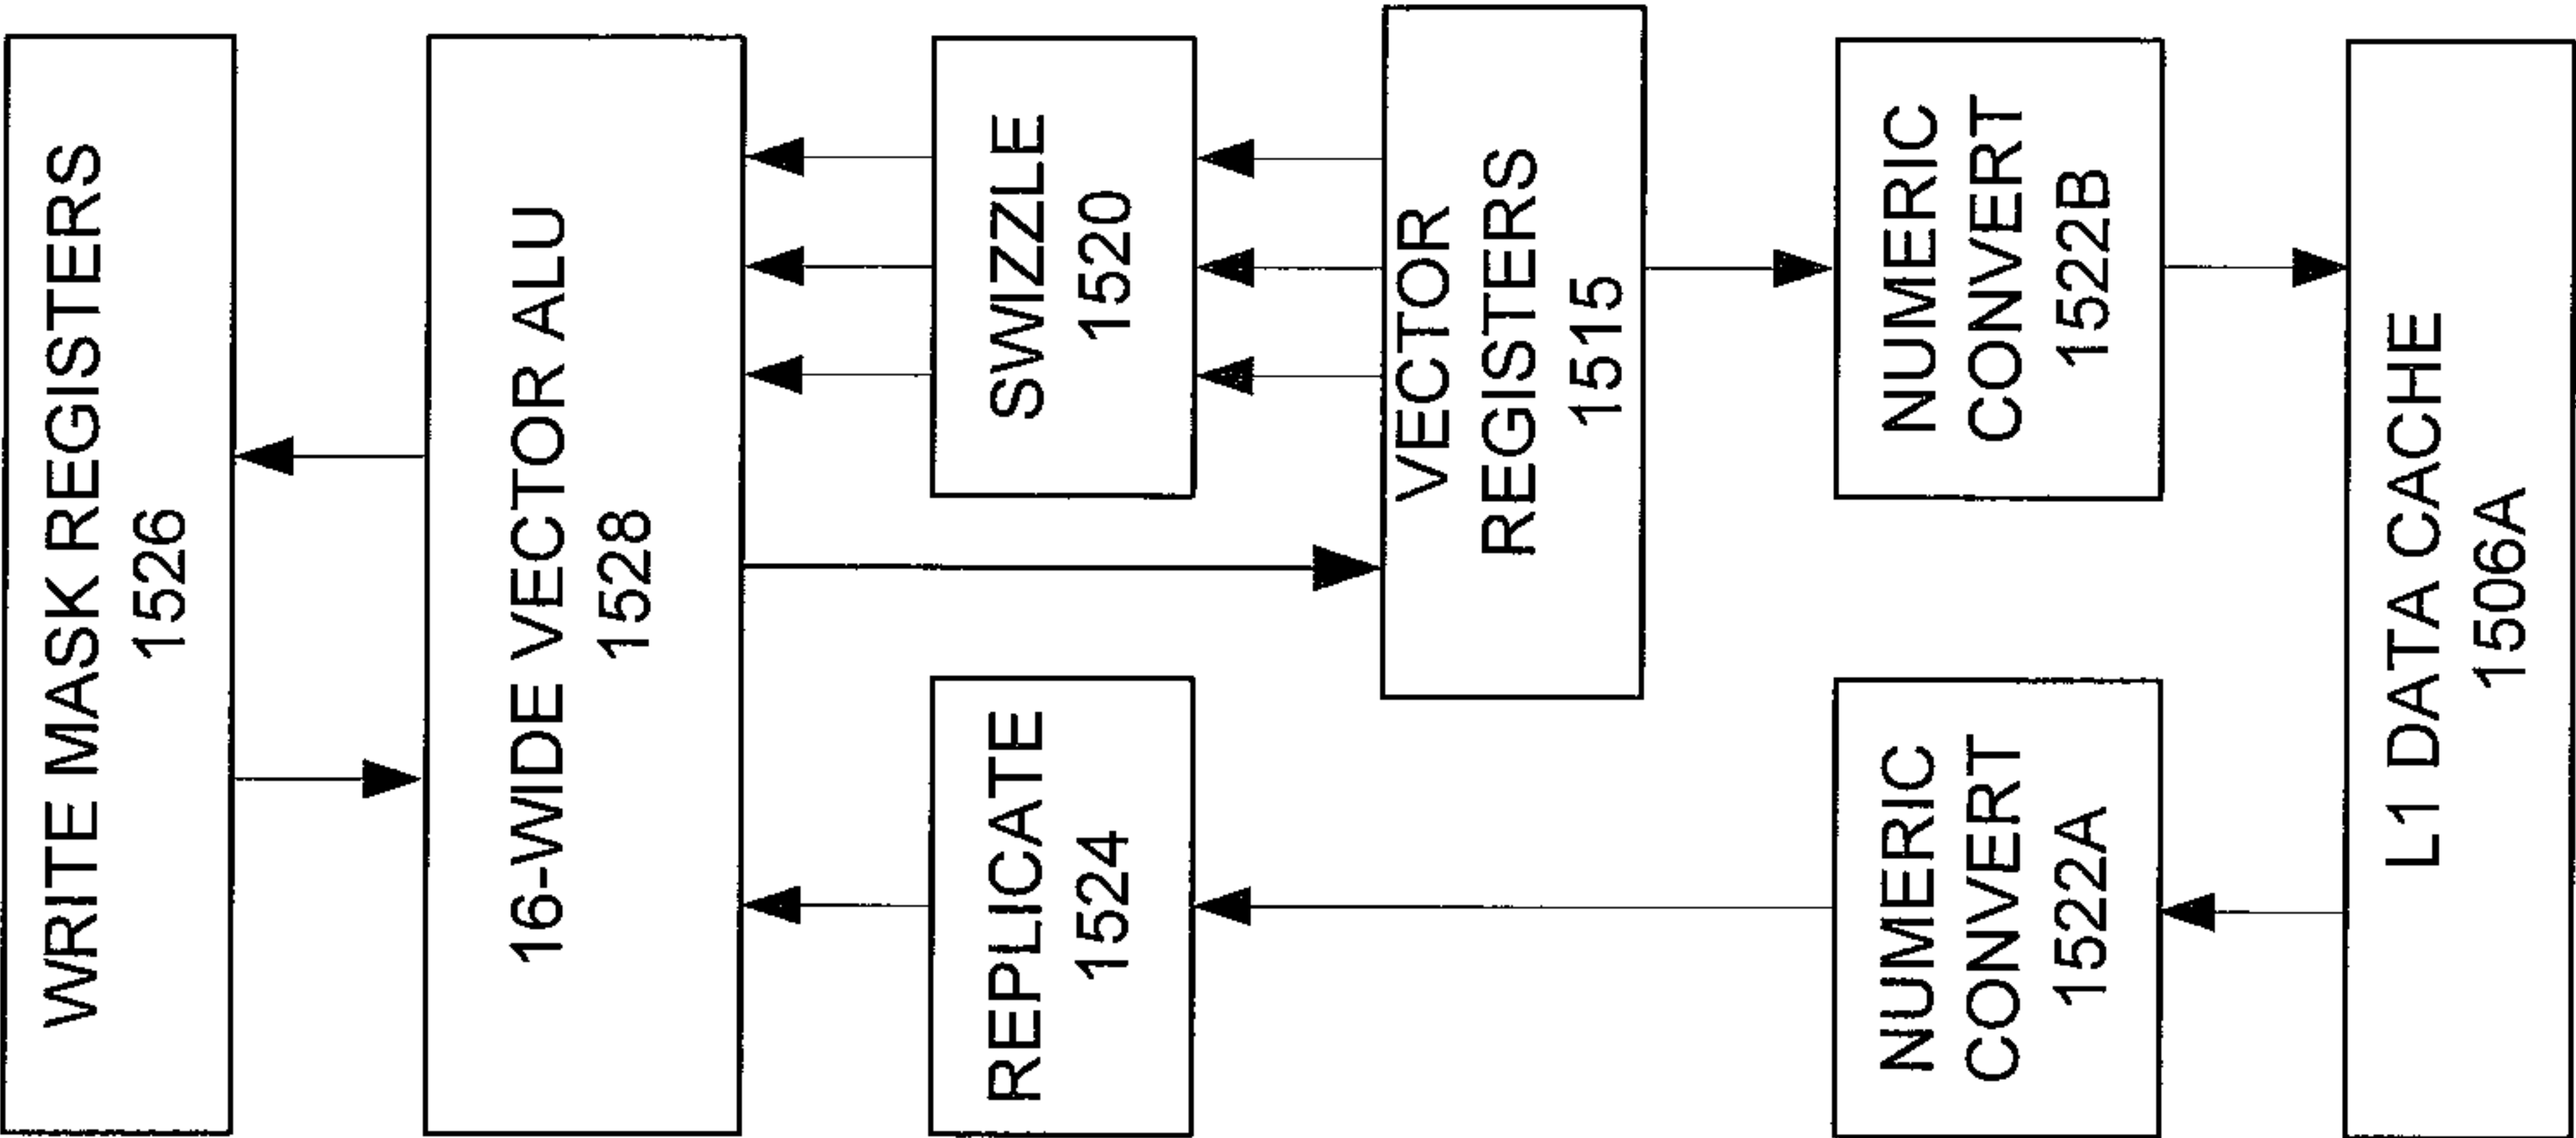 WRITE MASK REGISTERS
1526
16-WIDE VECTOR ALU
1528
REPLICATE
1524
SWIZZLE
1520
VECTOR
REGISTERS
1515
NUMERIC
CONVERT
1522A
NUMERIC
CONVERT
1522B
L1 DATA CACHE
1506A